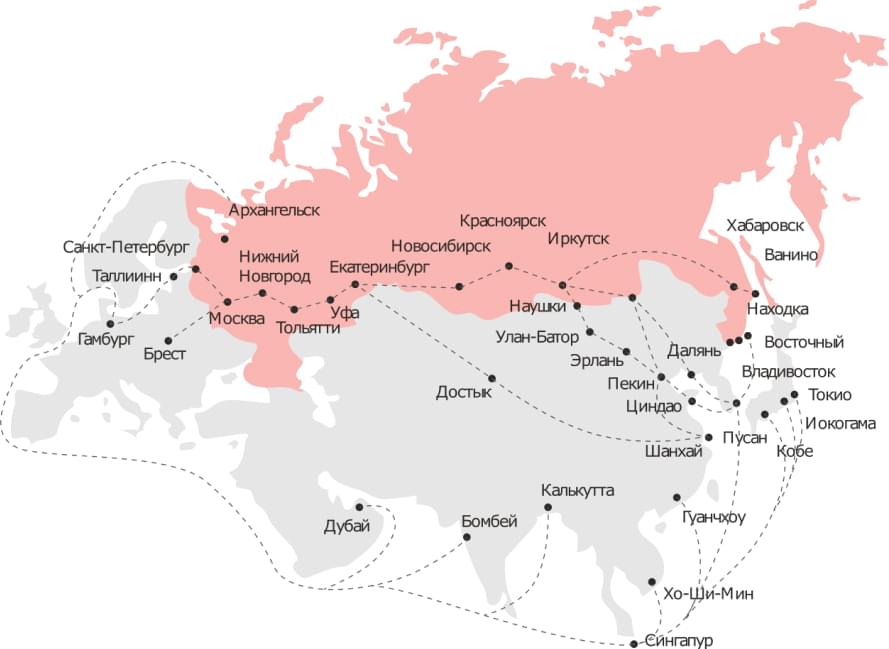 Архангельск
Красноярск
Хабаровск
Новосибирск
Иркутск
Санкт-Петербург
Нижний
Новгород
Ванино
Таллиинн
Екатеринбург
Наушки
Находка
Москва
Уфа
Тольятти
Гамбург
Улан-Батор
Восточный
Брест
Эрлань
Далянь
Владивосток
Пекин
Достык
Токио
Циндао
Иокогама
Пусан
Шанхай
Кобе
Калькутта
Дубай
Бомбей
Гуанчхоу
Хо-Ши-Мин
Сингапур